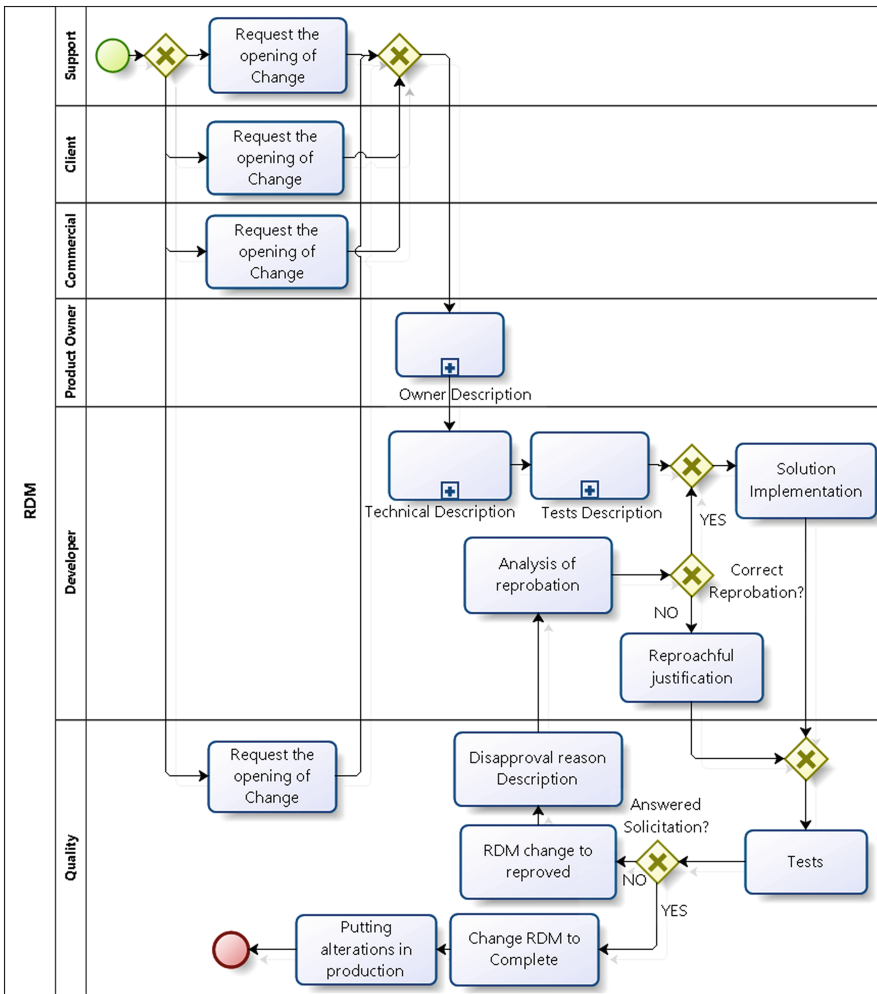 RDM
Support
Request the
opening of
Change
Client
Request the
opening of
Change
Commercial
Request the
opening of
Change
Product Owner
Owner Description
Developer
Technical Description
Tests Description
Solution
Implementation
YES
Analysis of
reprobation
Correct
Reprobation?
NO
Reproachful
justification
Quality
Request the
opening of
Change
Disapproval reason
Description
Answered
Solicitation?
RDM change to
reproved
NO
Tests
YES
Putting
alterations in
production
Change RDM to
Complete